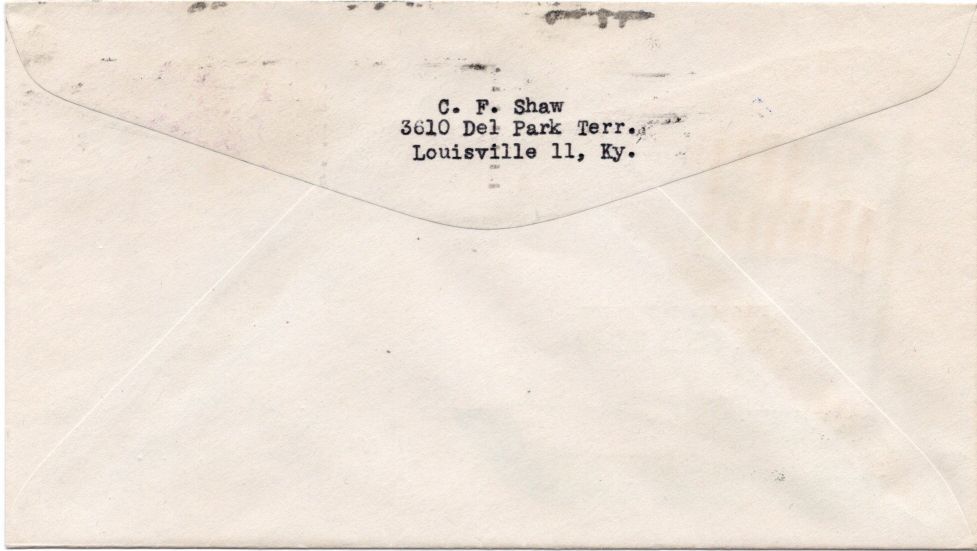 C. F. Shaw
3610 Del Park Terr.
Louisville 11, Ky.